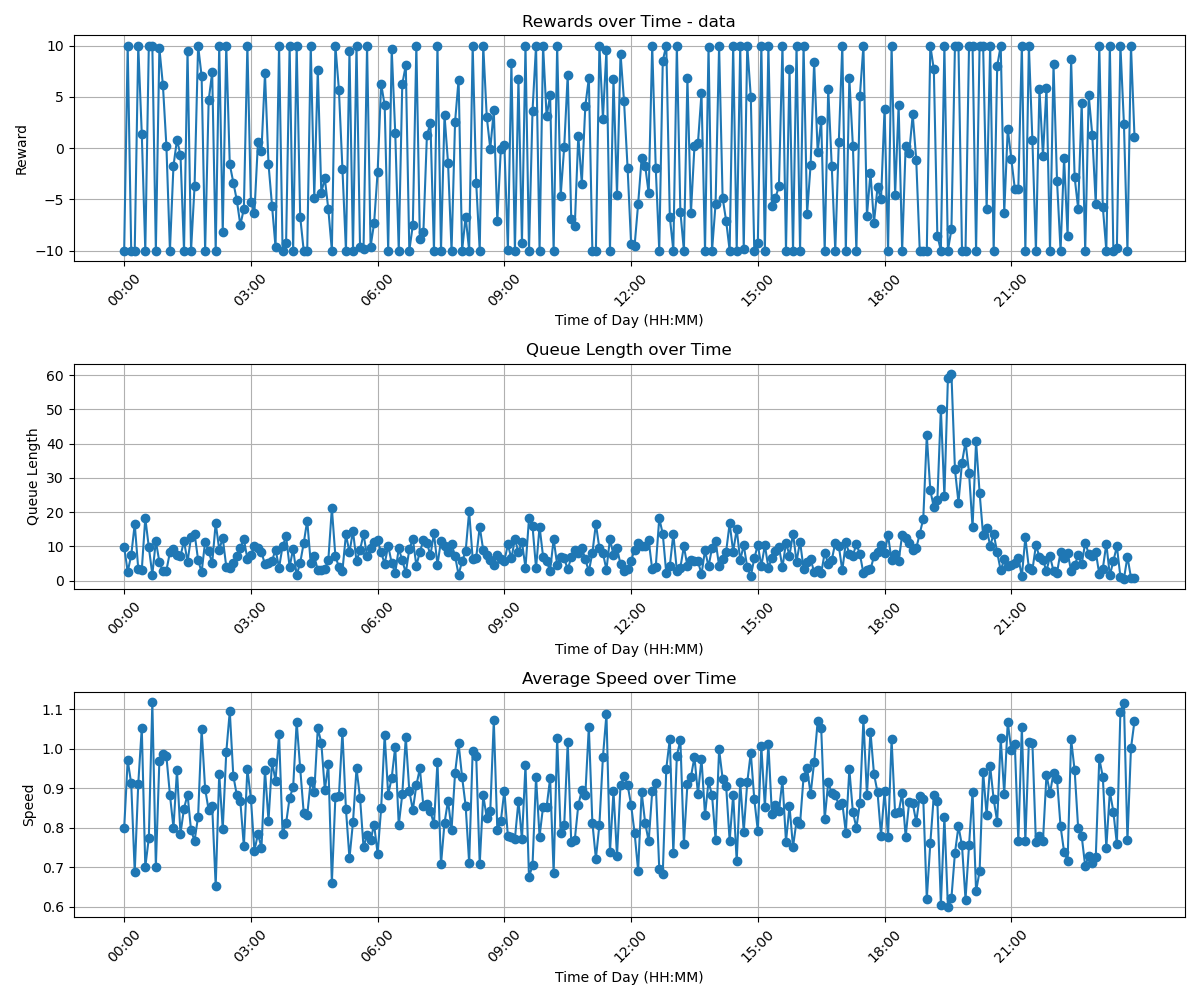 Rewards over Time - data
Reward
10
5
0
−5
−10
00:00 03:00 06:00 09:00 12:00 15:00 18:00 21:00
Time of Day (HH:MM)
Queue Length over Time
Queue Length
60
50
40
30
20
10
0
00:00 03:00 06:00 09:00 12:00 15:00 18:00 21:00
Time of Day (HH:MM)
Average Speed over Time
Speed
1.1
1.0
0.9
0.8
0.7
0.6
00:00 03:00 06:00 09:00 12:00 15:00 18:00 21:00
Time of Day (HH:MM)